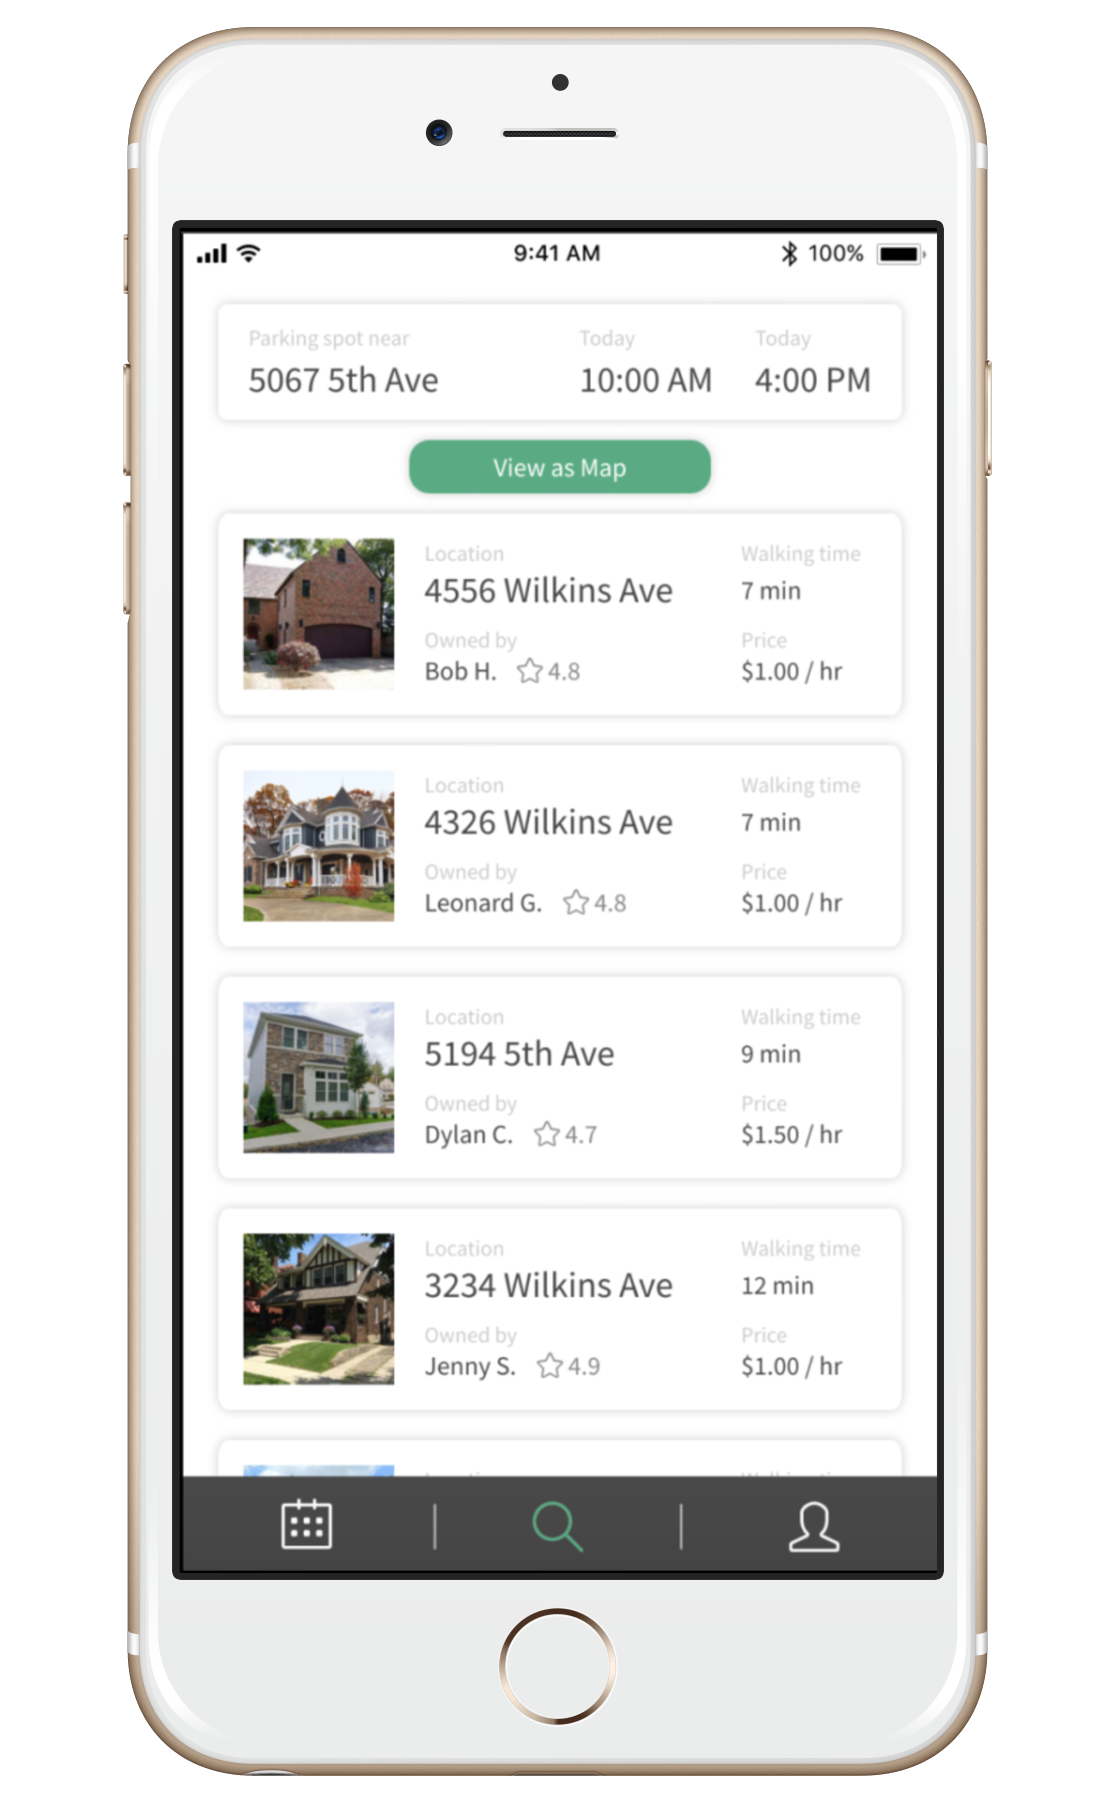 9:41 AM 100%
Parking spot near Today Today
5067 5th Ave 10:00 AM 4:00 PM
View as Map
Location Walking time
4556 Wilkins Ave 7 min
Owned by Price
Bob H. 4.8 $1.00 / hr
Location Walking time
4326 Wilkins Ave 7 min
Owned by Price
Leonard G. 4.8 $1.00 / hr
Location Walking time
5194 5th Ave 9 min
Owned by Price
Dylan C. 4.7 $1.50 / hr
Location Walking time
3234 Wilkins Ave 12 min
Owned by Price
Jenny S. 4.9 $1.00 / hr